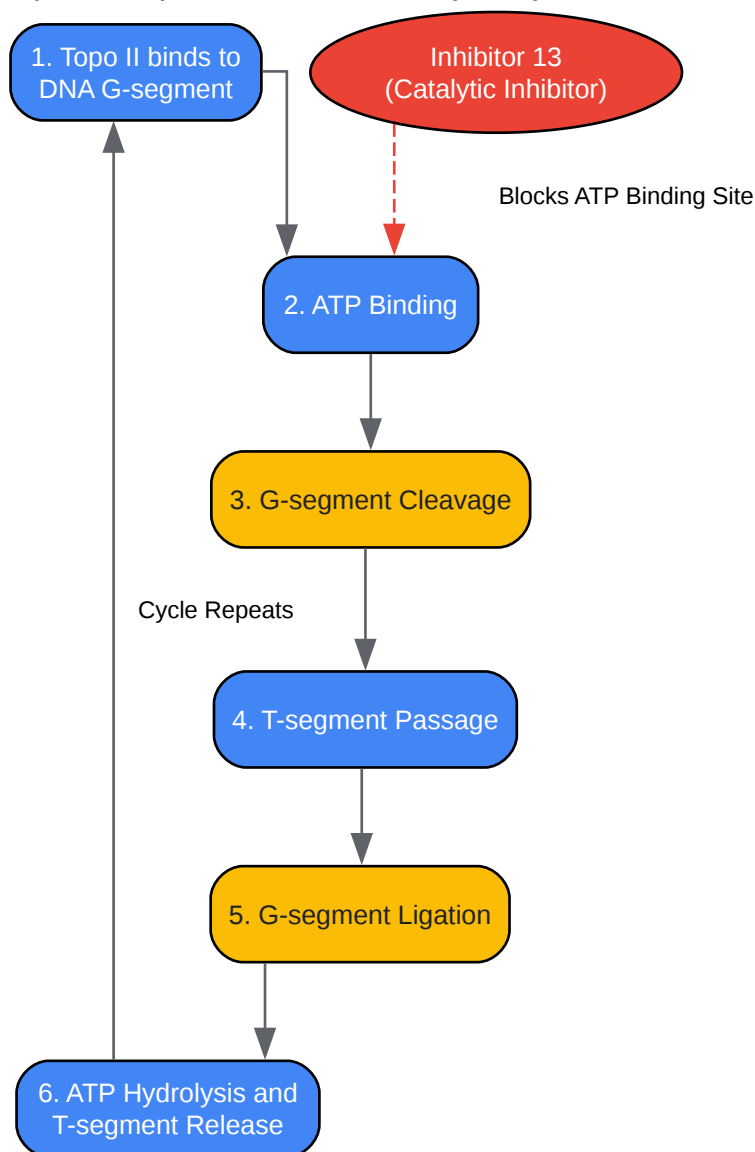 1. Topo II binds to
DNA G-segment
Inhibitor 13
(Catalytic Inhibitor)
Blocks ATP Binding Site
2. ATP Binding
3. G-segment Cleavage
Cycle Repeats
4. T-segment Passage
5. G-segment Ligation
6. ATP Hydrolysis and
T-segment Release